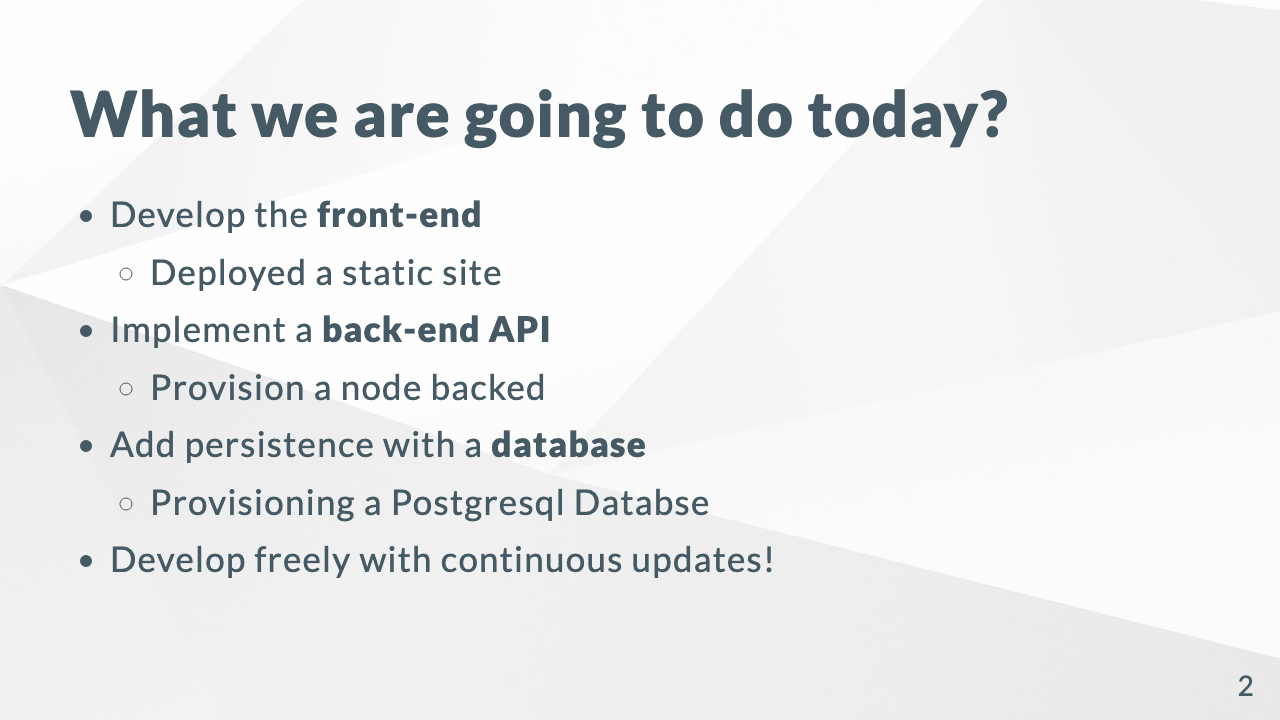 What we are going to do today?
Develop the front-end
Deployed a static site
Implement a back-end API
Provision a node backed
Add persistence with a database
Provisioning a Postgresql Databse
Develop freely with continuous updates!
2